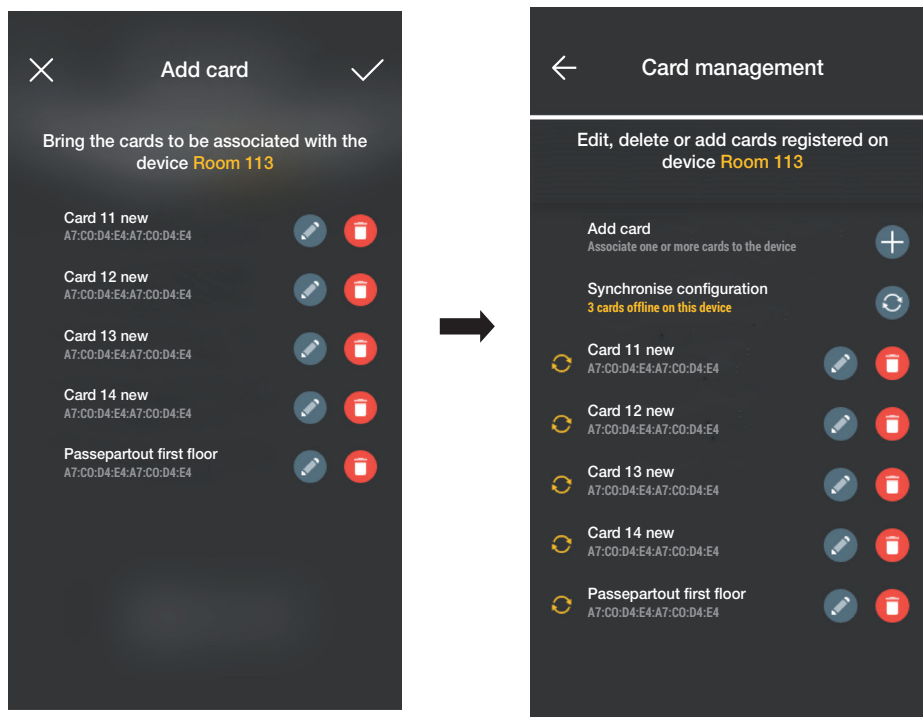 Add card
Bring the cards to be associated with the
device Room 113
Card 11 new
A7:C0:D4:E4:A7:C0:D4:E4
Card 12 new
A7:C0:D4:E4:A7:C0:D4:E4
Card 13 new
A7:C0:D4:E4:A7:C0:D4:E4
Card 14 new
A7:C0:D4:E4:A7:C0:D4:E4
Passepartout first floor
A7:C0:D4:E4:A7:C0:D4:E4
Card management
Edit, delete or add cards registered on
device Room 113
Add card
Associate one or more cards to the device
Synchronise configuration
3 cards offline on this device
Card 11 new
A7:C0:D4:E4:A7:C0:D4:E4
Card 12 new
A7:C0:D4:E4:A7:C0:D4:E4
Card 13 new
A7:C0:D4:E4:A7:C0:D4:E4
Card 14 new
A7:C0:D4:E4:A7:C0:D4:E4
Passepartout first floor
A7:C0:D4:E4:A7:C0:D4:E4